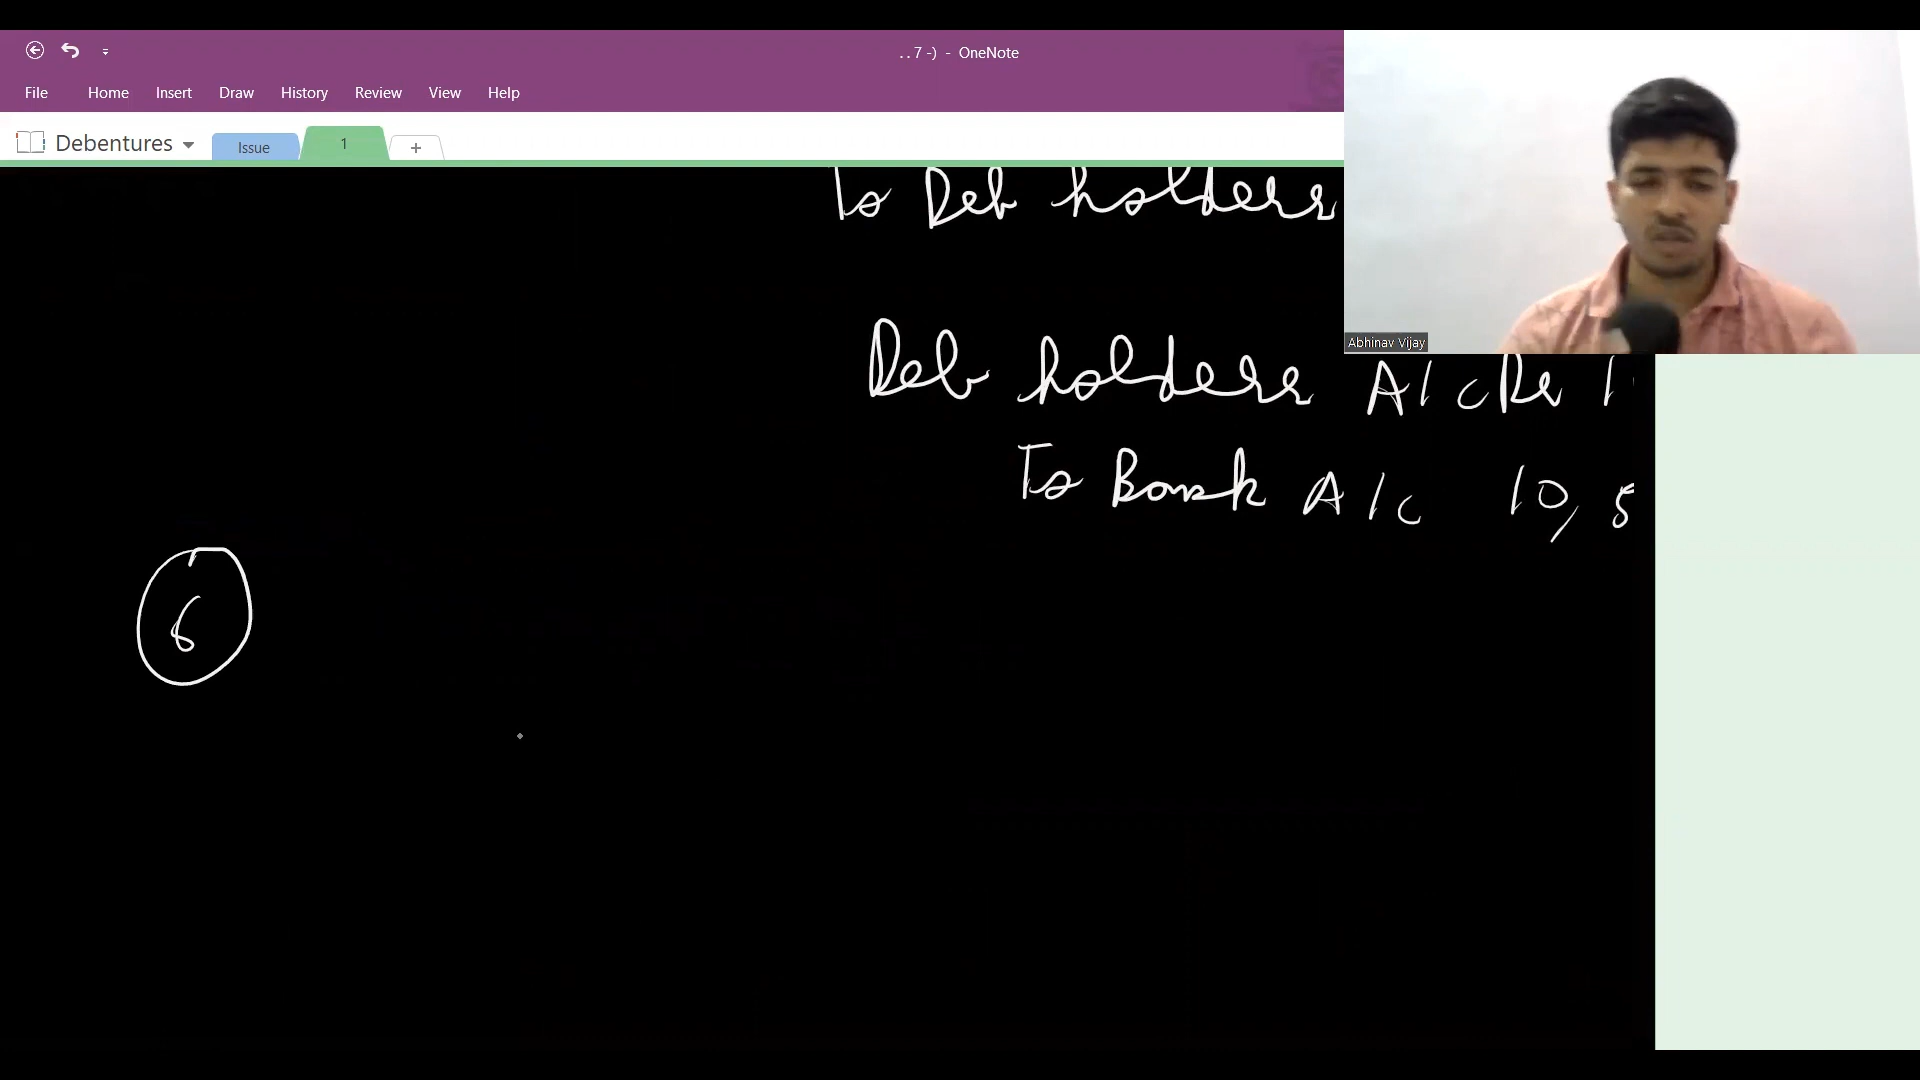 . . 7 -) - OneNote
File Home Insert Draw History Review View Help
Debentures Issue 1 +
To Deb holders
Abhinav Vijay
Deb holders A/c Dr 1
To Bank A/c 10, 5
6